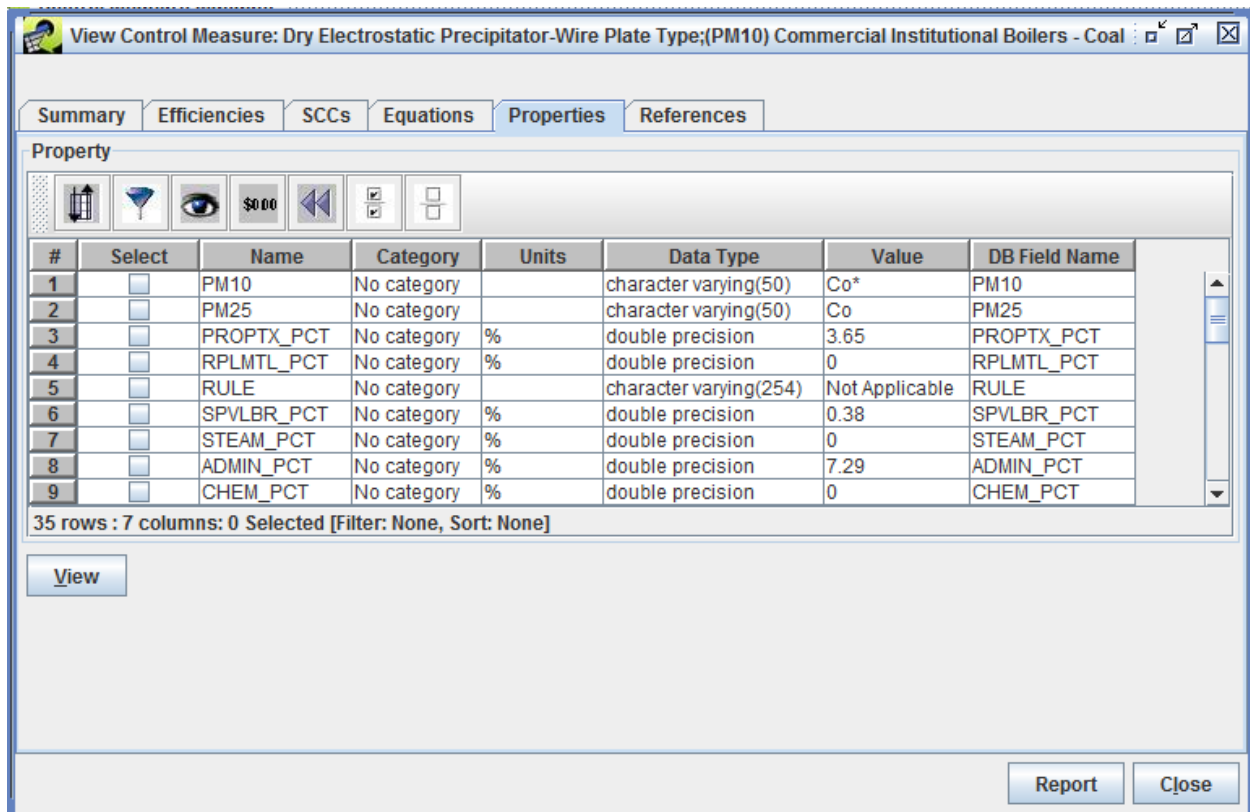 View Control Measure: Dry Electrostatic Precipitator-Wire Plate Type;(PM10) Commercial Institutional Boilers - Coal
Summary Efficiencies SCCs Equations Properties References
Property
$0.00
# Select Name Category Units Data Type Value DB Field Name
1 PM10 No category character varying(50) Co* PM10
2 PM25 No category character varying(50) Co PM25
3 PROPTX_PCT No category % double precision 3.65 PROPTX_PCT
4 RPLMTL_PCT No category % double precision 0 RPLMTL_PCT
5 RULE No category character varying(254) Not Applicable RULE
6 SPVLBR_PCT No category % double precision 0.38 SPVLBR_PCT
7 STEAM_PCT No category % double precision 0 STEAM_PCT
8 ADMIN_PCT No category % double precision 7.29 ADMIN_PCT
9 CHEM_PCT No category % double precision 0 CHEM_PCT
35 rows : 7 columns: 0 Selected [Filter: None, Sort: None]
View
Report Close